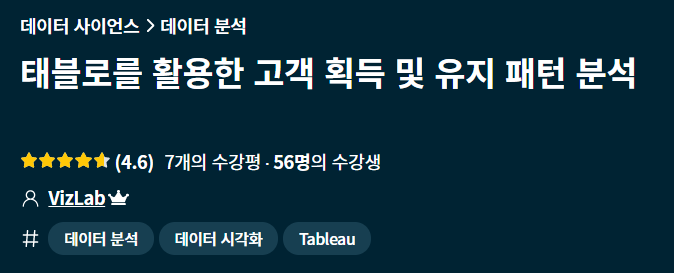 데이터 사이언스 > 데이터 분석
태블로를 활용한 고객 획득 및 유지 패턴 분석
(4.6) 7개의 수강평 · 56명의 수강생
VizLab
# 데이터 분석 데이터 시각화 Tableau